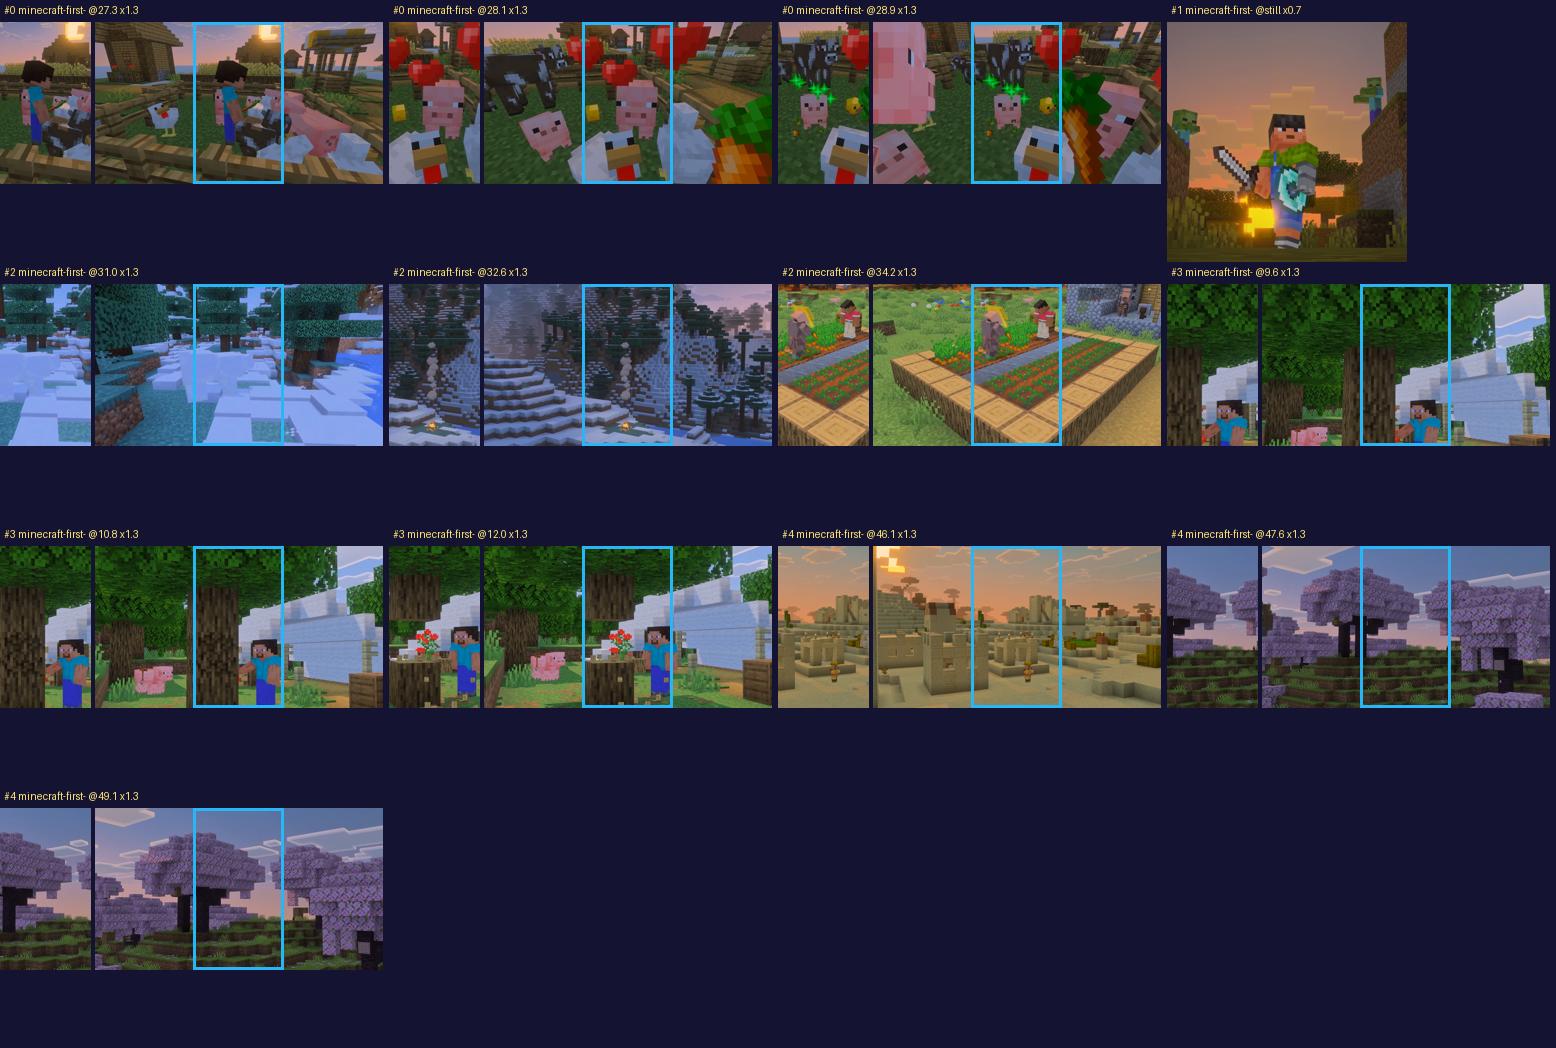 #0 minecraft-first- @27.3 x1.3
#0 minecraft-first- @28.1 x1.3
#0 minecraft-first- @28.9 x1.3
#1 minecraft-first- @still x0.7
#2 minecraft-first- @31.0 x1.3
#2 minecraft-first- @32.6 x1.3
#2 minecraft-first- @34.2 x1.3
#3 minecraft-first- @9.6 x1.3
#3 minecraft-first- @10.8 x1.3
#3 minecraft-first- @12.0 x1.3
#4 minecraft-first- @46.1 x1.3
#4 minecraft-first- @47.6 x1.3
#4 minecraft-first- @49.1 x1.3